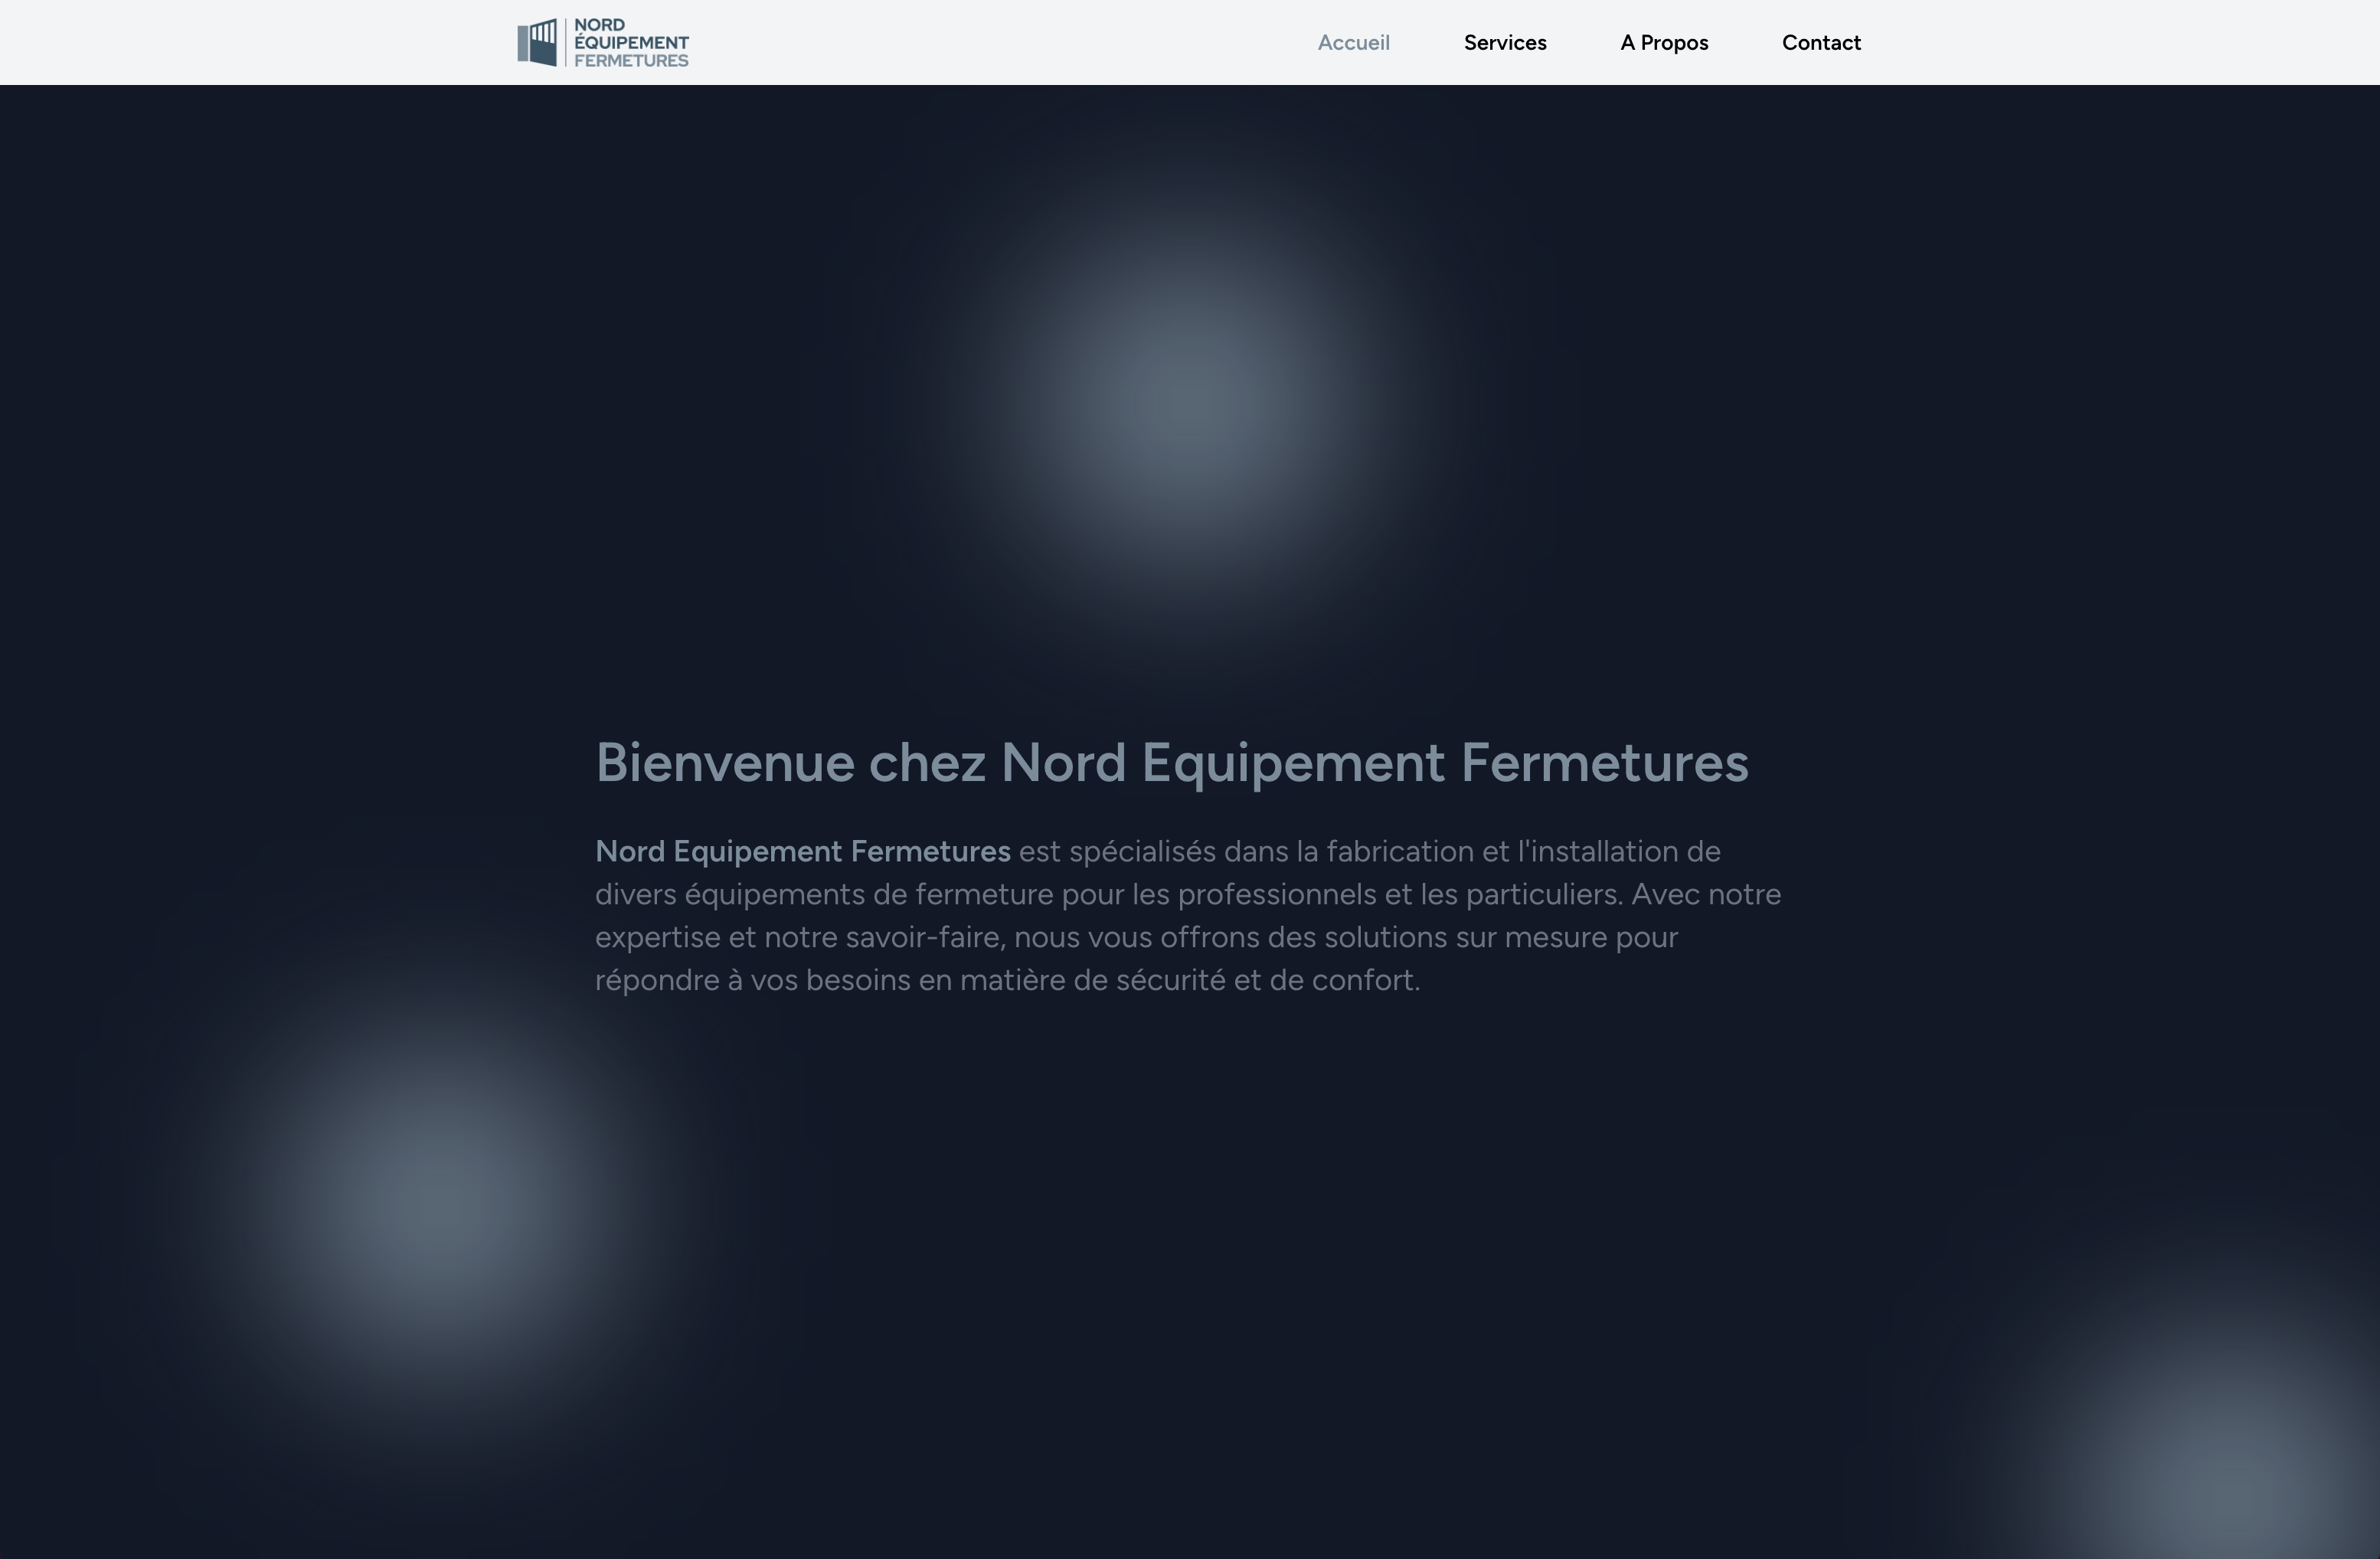 NORD
ÉQUIPEMENT
FERMETURES
Accueil Services A Propos Contact
Bienvenue chez Nord Equipement Fermetures
Nord Equipement Fermetures est spécialisés dans la fabrication et l'installation de
divers équipements de fermeture pour les professionnels et les particuliers. Avec notre
expertise et notre savoir-faire, nous vous offrons des solutions sur mesure pour
répondre à vos besoins en matière de sécurité et de confort.